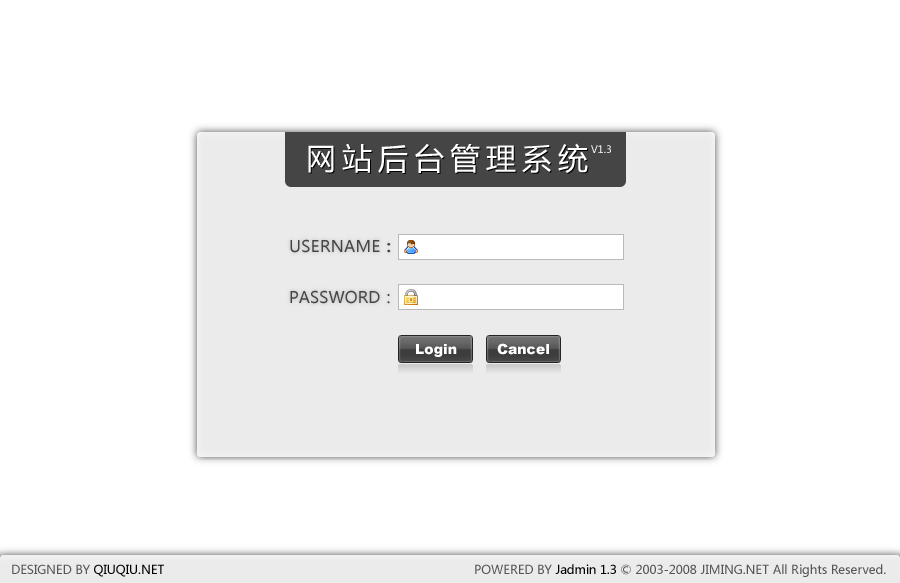 网站后台管理系统 V1.3
USERNAME :
PASSWORD :
Login Cancel
DESIGNED BY QIUQIU.NET POWERED BY Jadmin 1.3 © 2003-2008 JIMING.NET All Rights Reserved.